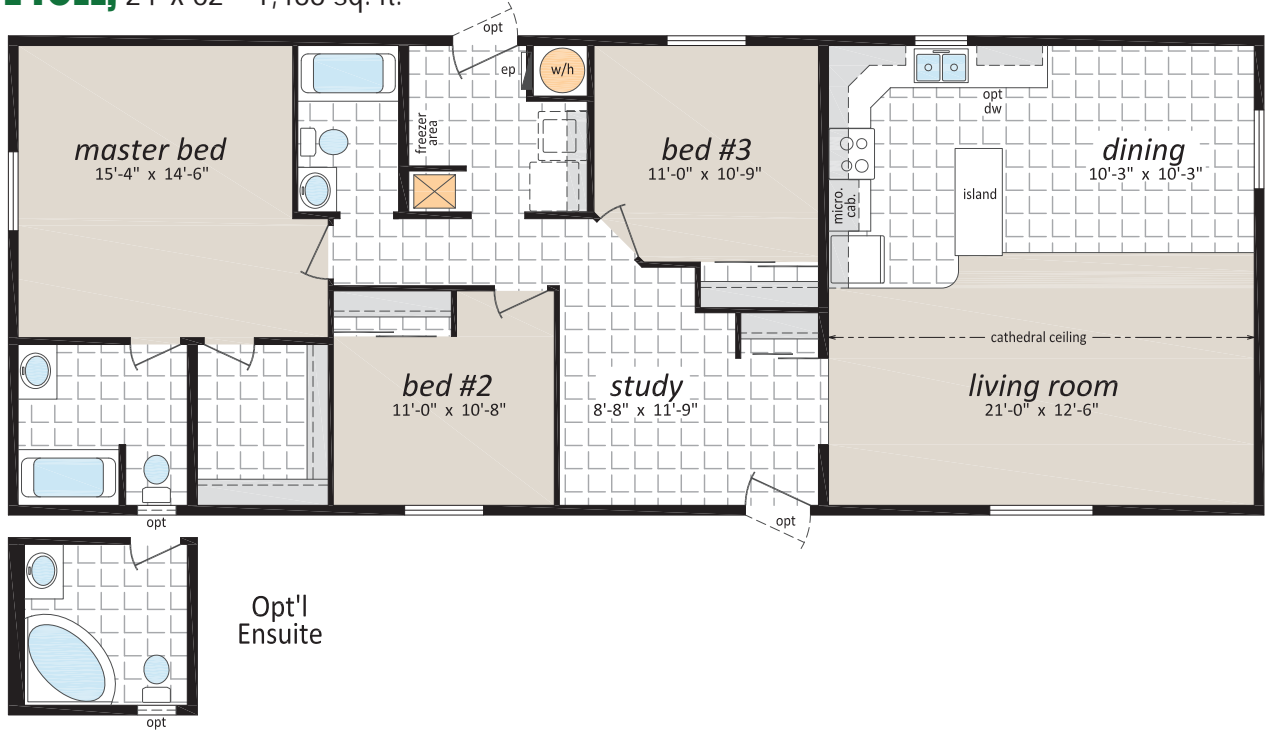 opt
ep
w/h
freezer
area
master bed
15'-4" x 14'-6"
bed #3
11'-0" x 10'-9"
opt
dw
dining
10'-3" x 10'-3"
island
micro.
cab.
cathedral ceiling
bed #2
11'-0" x 10'-8"
study
8'-8" x 11'-9"
living room
21'-0" x 12'-6"
opt
opt
Opt'l
Ensuite
opt